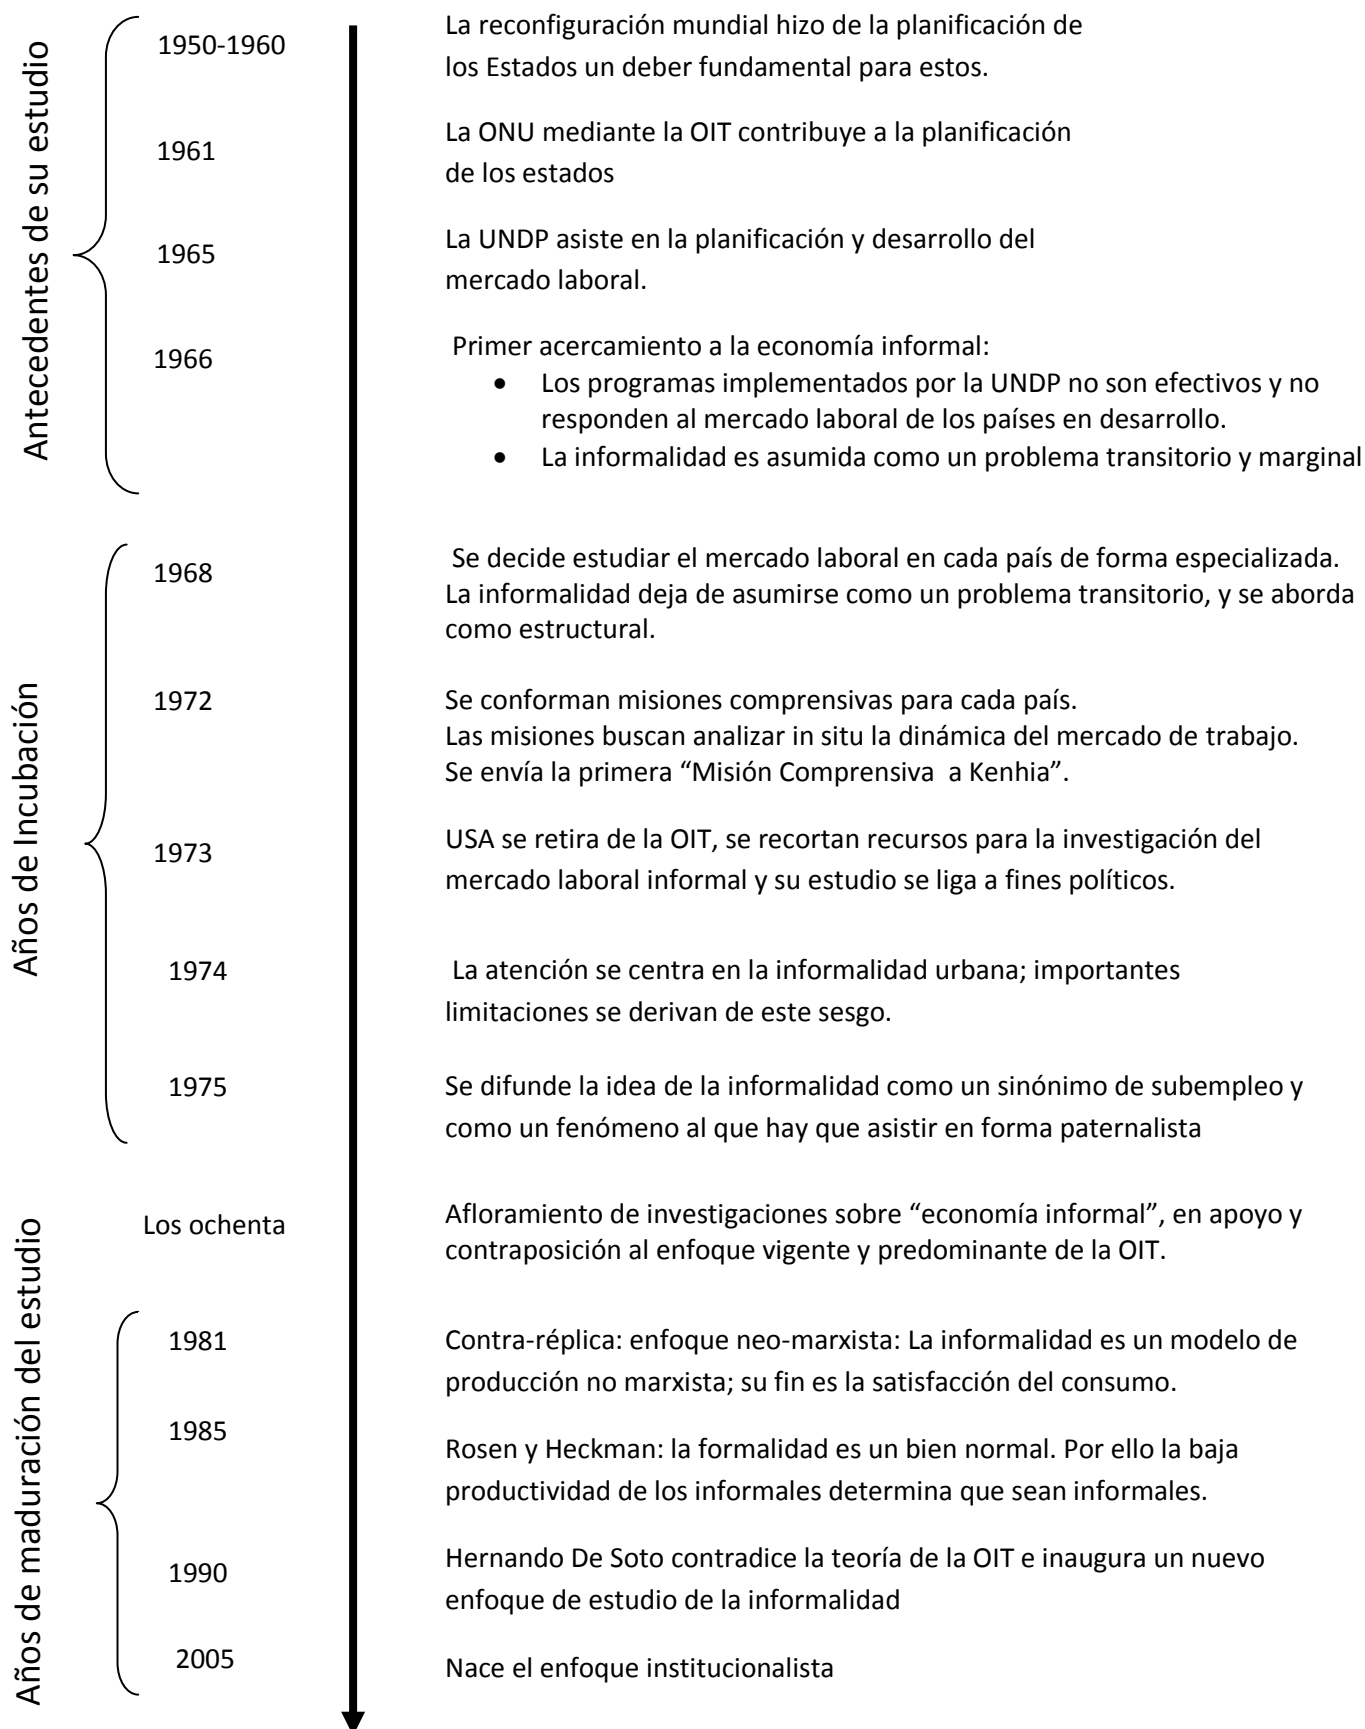 Antecedentes de su estudio
1950-1960
La reconfiguración mundial hizo de la planificación de
los Estados un deber fundamental para estos.
1961
La ONU mediante la OIT contribuye a la planificación
de los estados
1965
La UNDP asiste en la planificación y desarrollo del
mercado laboral.
1966
Primer acercamiento a la economía informal:
• Los programas implementados por la UNDP no son efectivos y no
responden al mercado laboral de los países en desarrollo.
• La informalidad es asumida como un problema transitorio y marginal
Años de Incubación
1968
Se decide estudiar el mercado laboral en cada país de forma especializada.
La informalidad deja de asumirse como un problema transitorio, y se aborda
como estructural.
1972
Se conforman misiones comprensivas para cada país.
Las misiones buscan analizar in situ la dinámica del mercado de trabajo.
Se envía la primera “Misión Comprensiva a Kenhia”.
1973
USA se retira de la OIT, se recortan recursos para la investigación del
mercado laboral informal y su estudio se liga a fines políticos.
1974
La atención se centra en la informalidad urbana; importantes
limitaciones se derivan de este sesgo.
1975
Se difunde la idea de la informalidad como un sinónimo de subempleo y
como un fenómeno al que hay que asistir en forma paternalista
Años de maduración del estudio
Los ochenta
Afloramiento de investigaciones sobre “economía informal”, en apoyo y
contraposición al enfoque vigente y predominante de la OIT.
1981
Contra-réplica: enfoque neo-marxista: La informalidad es un modelo de
producción no marxista; su fin es la satisfacción del consumo.
1985
Rosen y Heckman: la formalidad es un bien normal. Por ello la baja
productividad de los informales determina que sean informales.
1990
Hernando De Soto contradice la teoría de la OIT e inaugura un nuevo
enfoque de estudio de la informalidad
2005
Nace el enfoque institucionalista